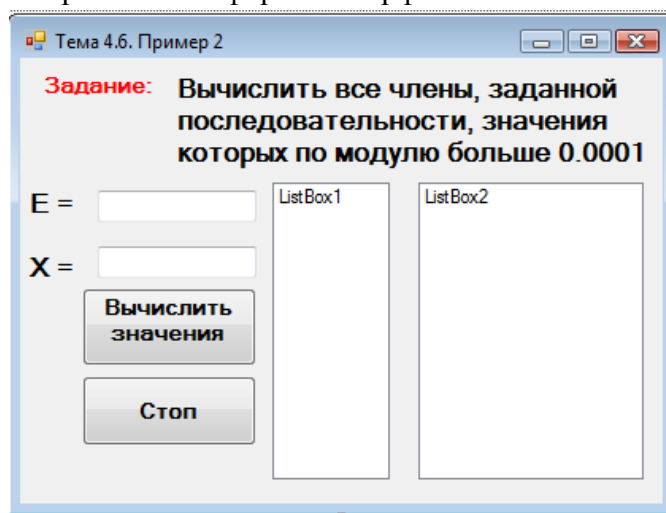 Тема 4.6. Пример 2
Задание:
Вычислить все члены, заданной
последовательности, значения
которых по модулю больше 0.0001
E =
X =
Вычислить
значения
Стоп
ListBox1
ListBox2